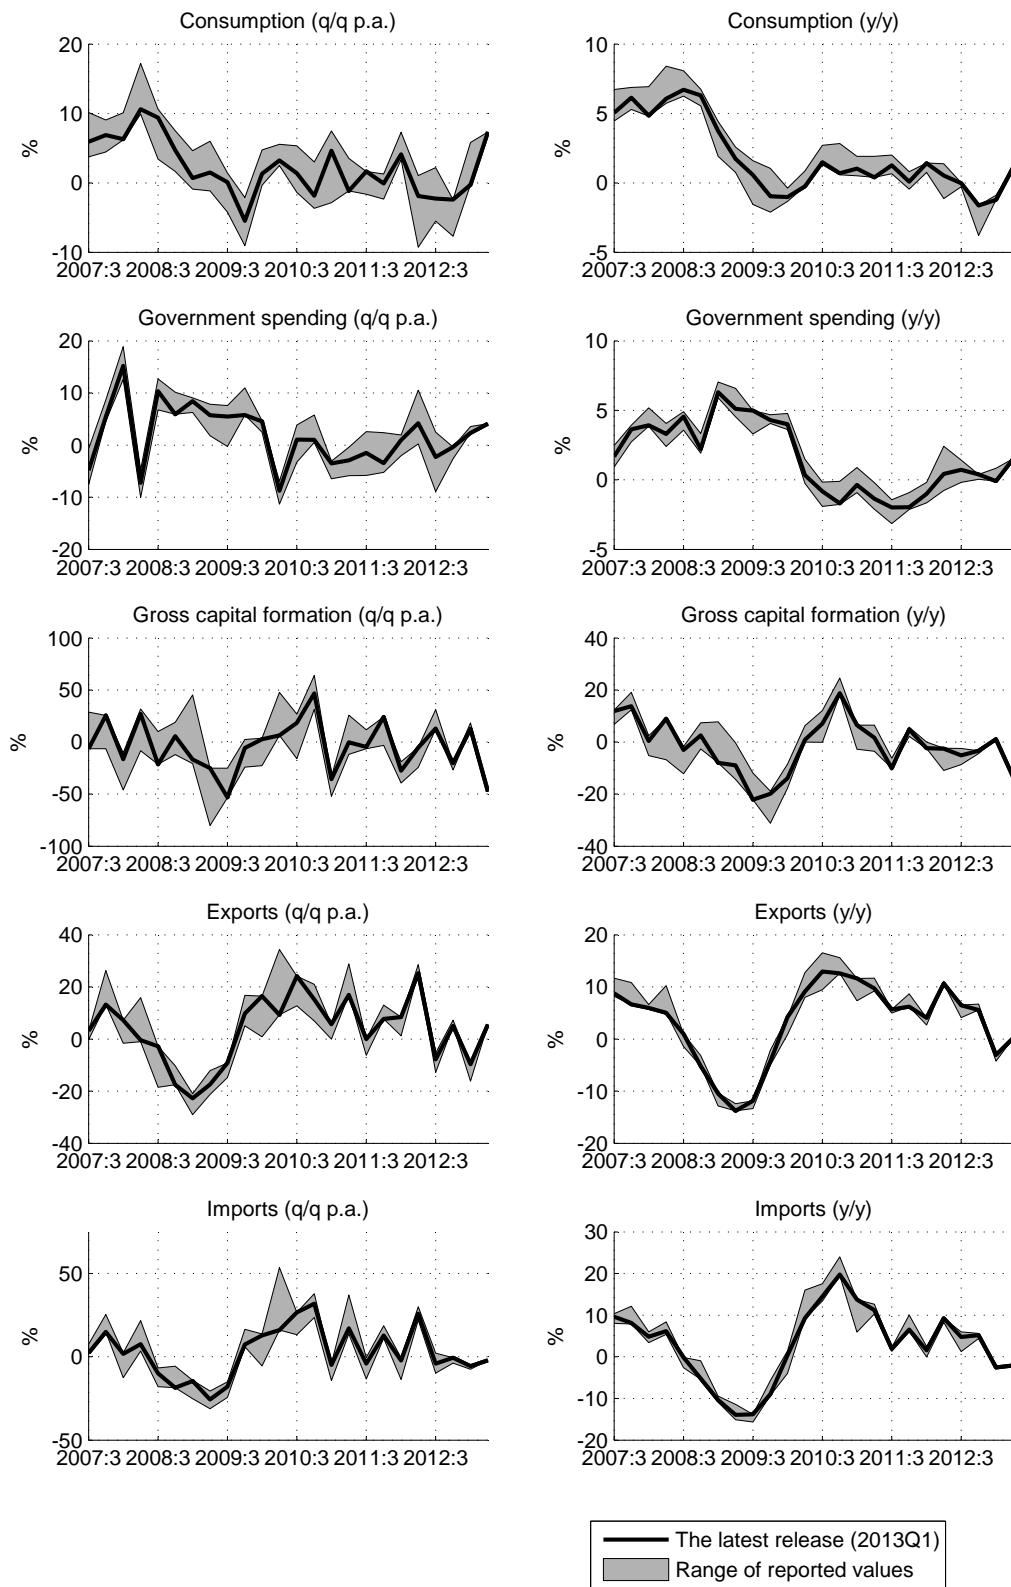 Consumption (q/q p.a.)
20
10
0
-10
%
2007:3 2008:3 2009:3 2010:3 2011:3 2012:3
Consumption (y/y)
10
5
0
-5
%
2007:3 2008:3 2009:3 2010:3 2011:3 2012:3
Government spending (q/q p.a.)
20
10
0
-10
-20
%
2007:3 2008:3 2009:3 2010:3 2011:3 2012:3
Government spending (y/y)
10
5
0
-5
%
2007:3 2008:3 2009:3 2010:3 2011:3 2012:3
Gross capital formation (q/q p.a.)
100
50
0
-50
-100
%
2007:3 2008:3 2009:3 2010:3 2011:3 2012:3
Gross capital formation (y/y)
40
20
0
-20
-40
%
2007:3 2008:3 2009:3 2010:3 2011:3 2012:3
Exports (q/q p.a.)
40
20
0
-20
-40
%
2007:3 2008:3 2009:3 2010:3 2011:3 2012:3
Exports (y/y)
20
10
0
-10
-20
%
2007:3 2008:3 2009:3 2010:3 2011:3 2012:3
Imports (q/q p.a.)
50
0
-50
%
2007:3 2008:3 2009:3 2010:3 2011:3 2012:3
Imports (y/y)
30
20
10
0
-10
-20
%
2007:3 2008:3 2009:3 2010:3 2011:3 2012:3
The latest release (2013Q1)
Range of reported values